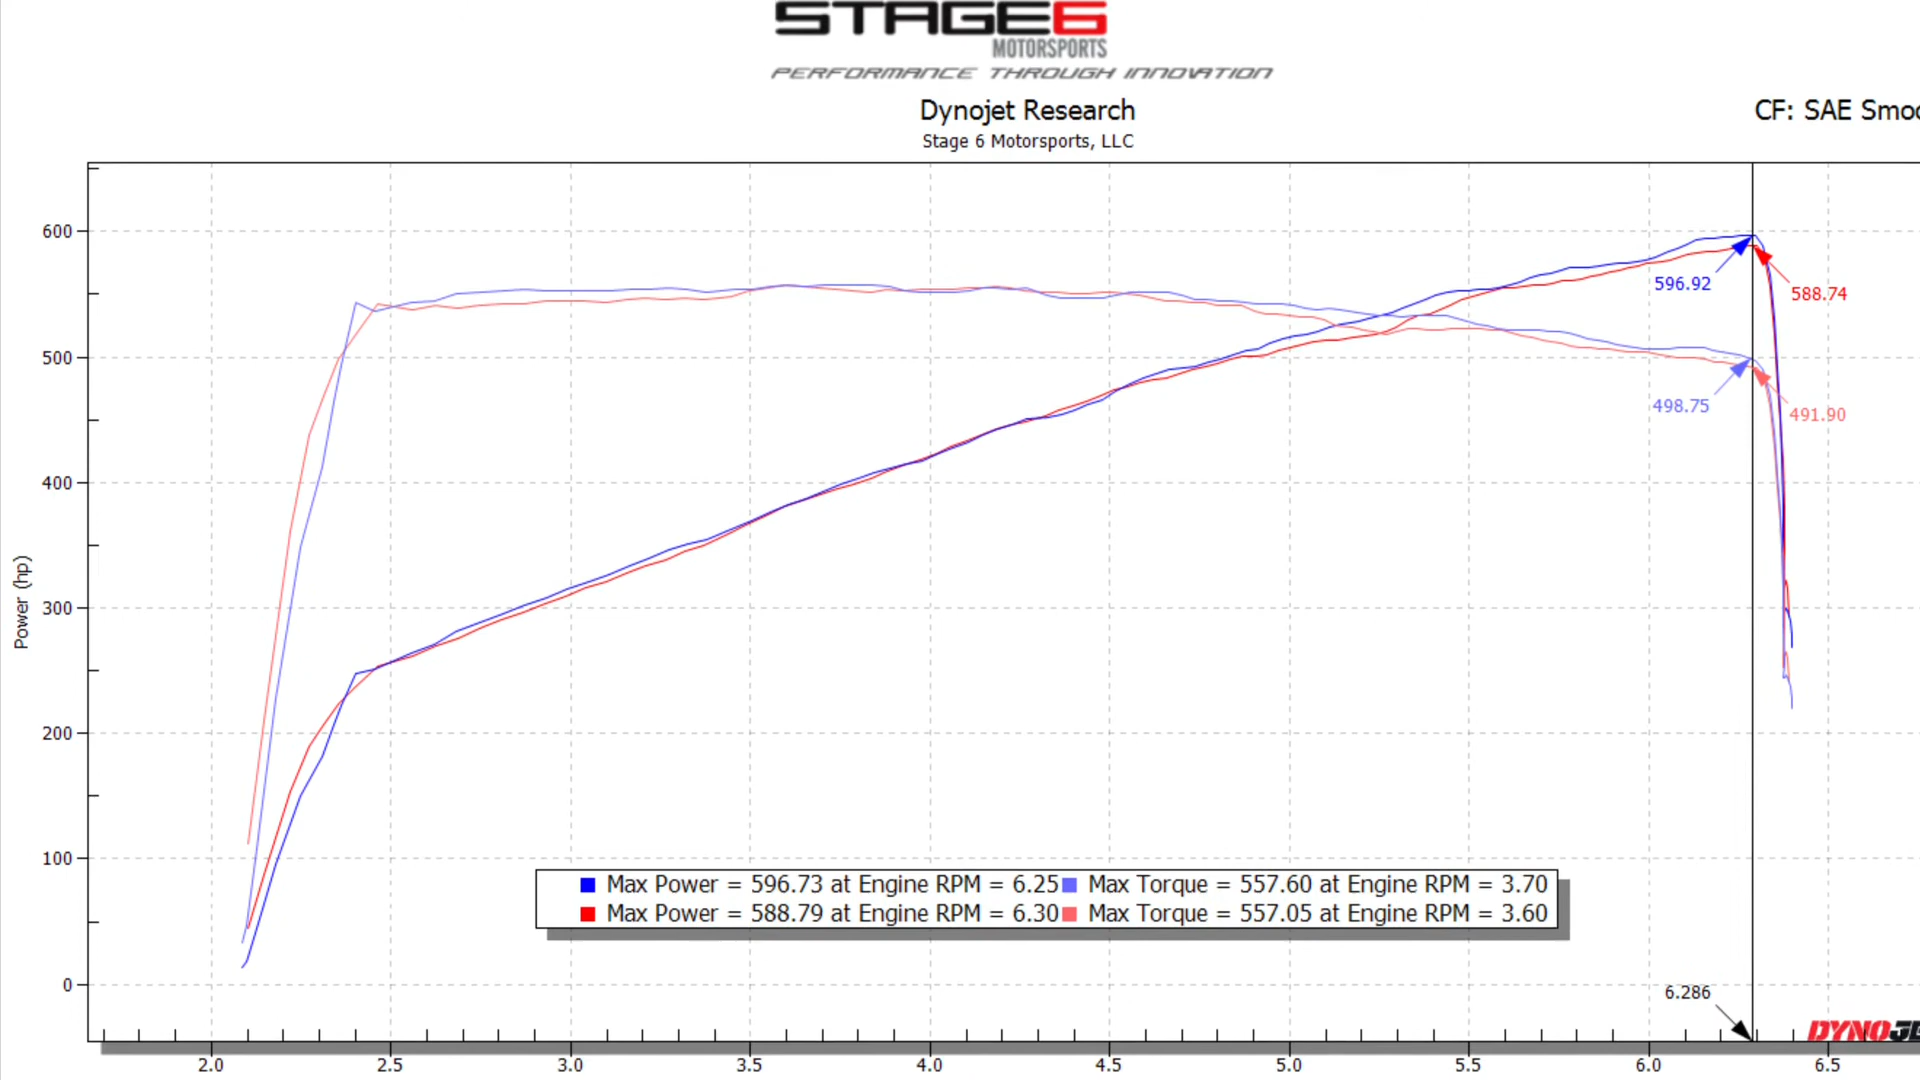 STAGE6
MOTORSPORTS
PERFORMANCE THROUGH INNOVATION
Dynojet Research
CF: SAE Smoo
Stage 6 Motorsports, LLC
600
500
400
300
200
100
0
Power (hp)
596.92
588.74
498.75
491.90
Max Power = 596.73 at Engine RPM = 6.25 Max Torque = 557.60 at Engine RPM = 3.70
Max Power = 588.79 at Engine RPM = 6.30 Max Torque = 557.05 at Engine RPM = 3.60
6.286
DYNOJE
2.0 2.5 3.0 3.5 4.0 4.5 5.0 5.5 6.0 6.5